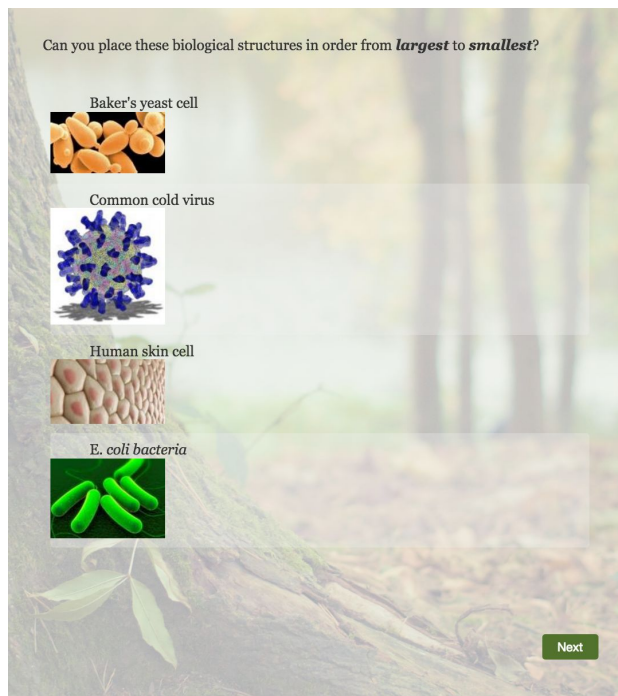 Can you place these biological structures in order from largest to smallest?
Baker's yeast cell
Common cold virus
Human skin cell
E. coli bacteria
Next